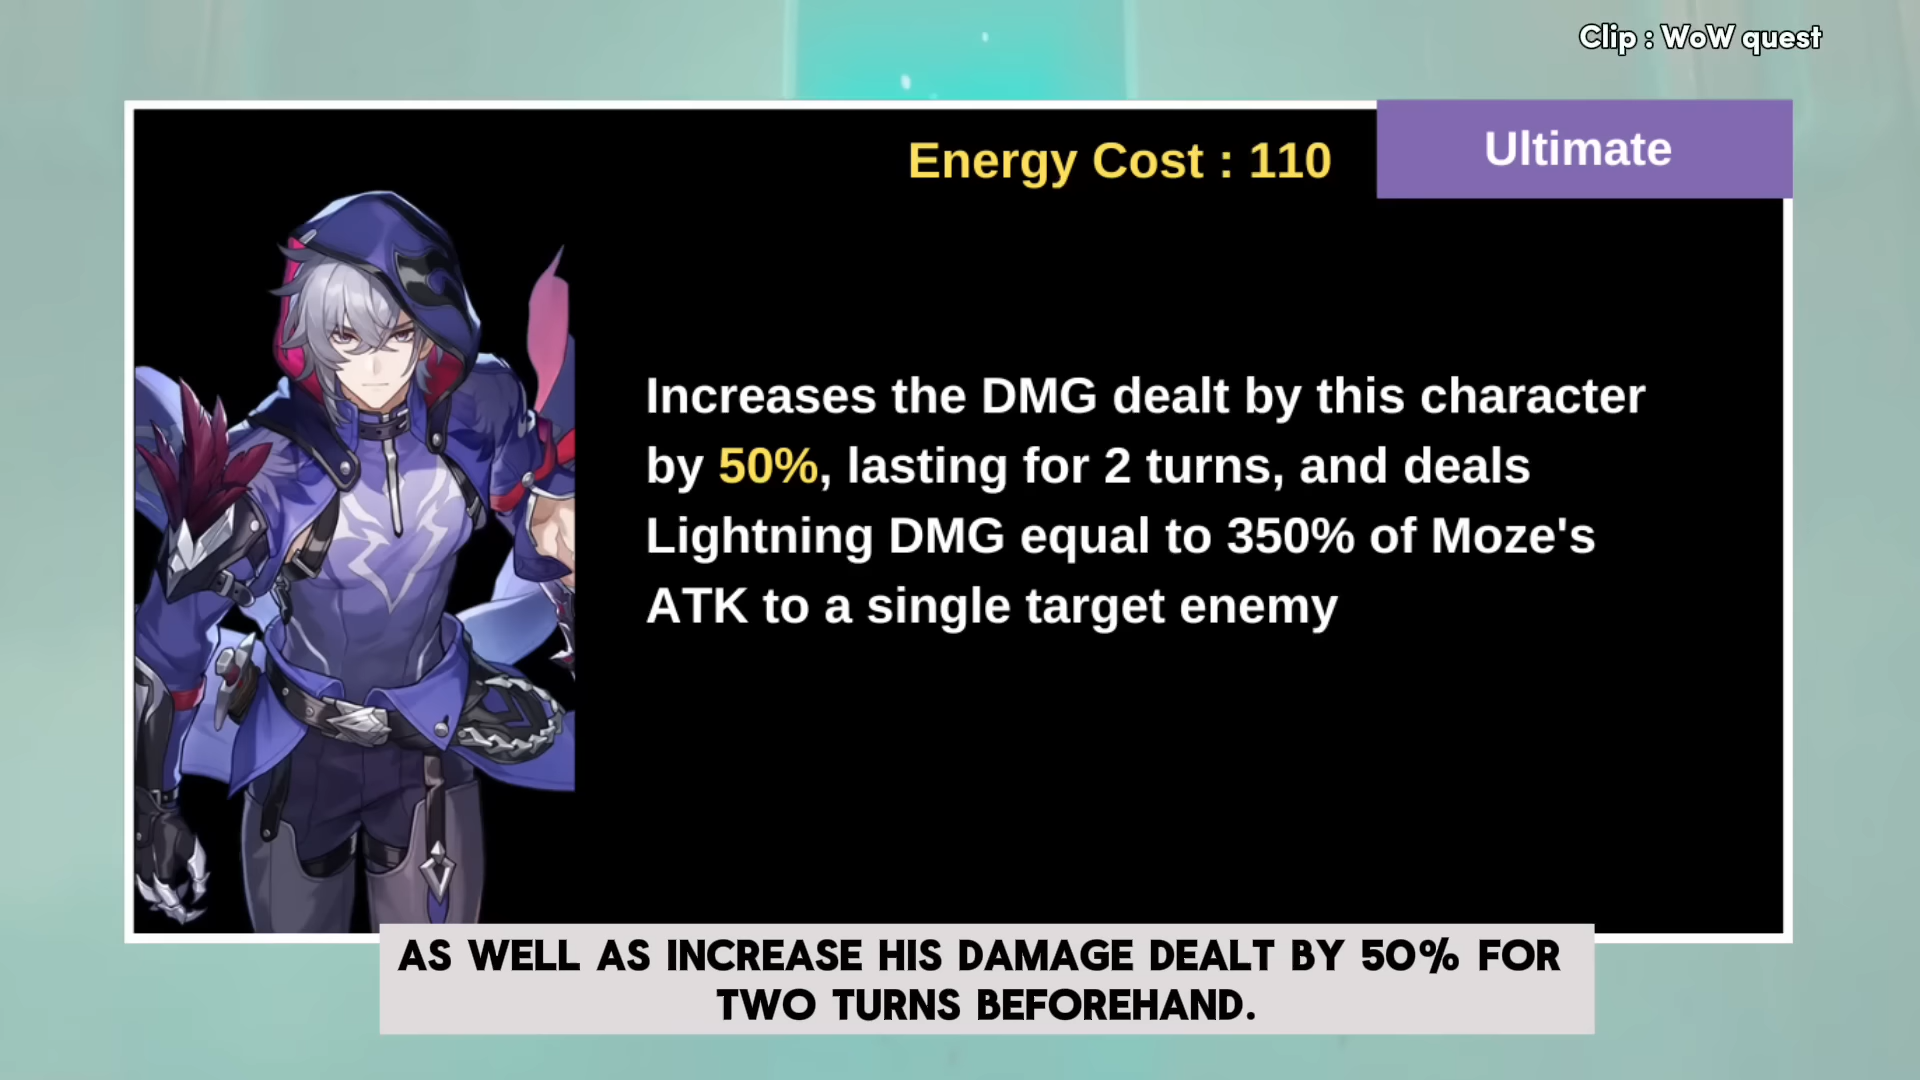 Clip : WoW quest
Energy Cost : 110
Ultimate
Increases the DMG dealt by this character
by 50%, lasting for 2 turns, and deals
Lightning DMG equal to 350% of Moze's
ATK to a single target enemy
AS WELL AS INCREASE HIS DAMAGE DEALT BY 50% FOR
TWO TURNS BEFOREHAND.